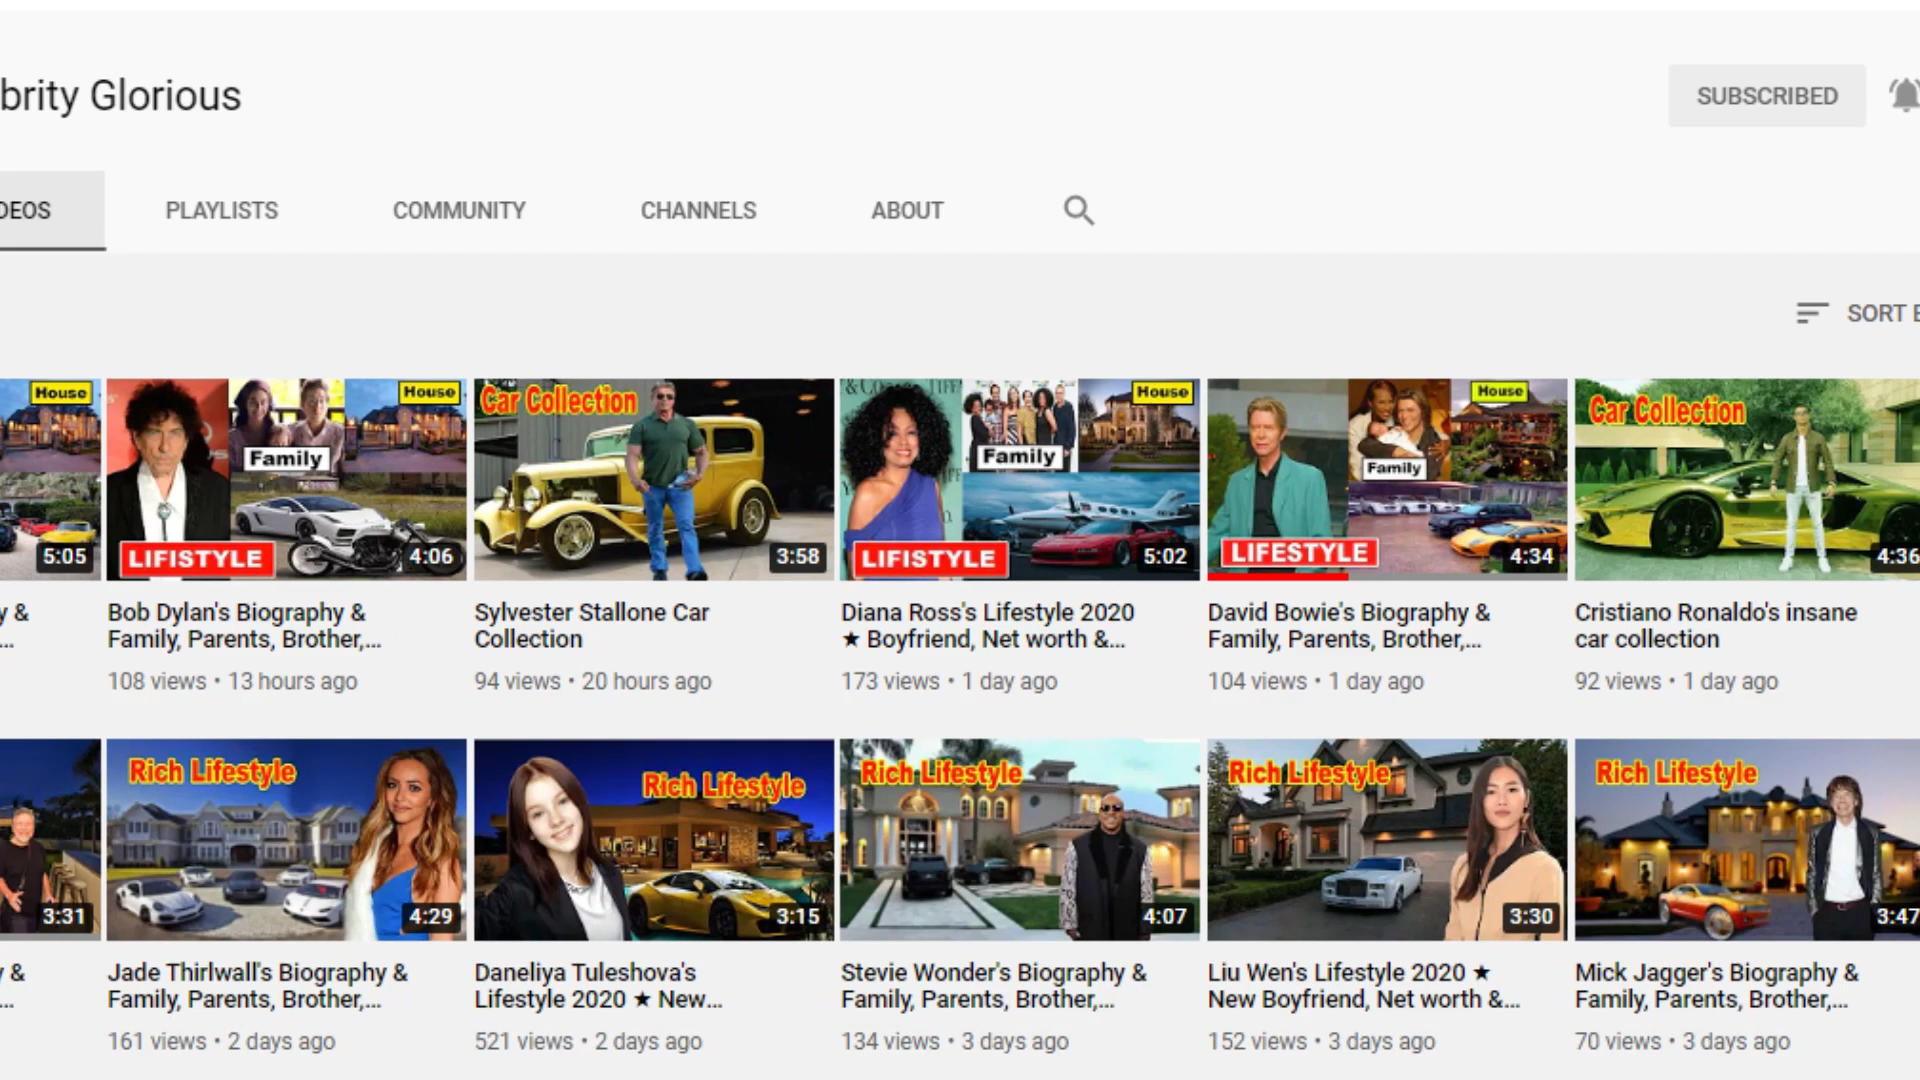 brity Glorious
SUBSCRIBED
DEOS
PLAYLISTS
COMMUNITY
CHANNELS
ABOUT
SORT
House
5:05
House
Family
LIFISTYLE
4:06
Car Collection
3:58
House
Family
LIFISTYLE
5:02
House
Family
LIFESTYLE
4:34
Car Collection
4:36
y &
...
Bob Dylan's Biography &
Family, Parents, Brother,...
108 views • 13 hours ago
Sylvester Stallone Car
Collection
94 views • 20 hours ago
Diana Ross's Lifestyle 2020
★ Boyfriend, Net worth &...
173 views • 1 day ago
David Bowie's Biography &
Family, Parents, Brother,...
104 views • 1 day ago
Cristiano Ronaldo's insane
car collection
92 views • 1 day ago
3:31
Rich Lifestyle
4:29
Rich Lifestyle
3:15
Rich Lifestyle
4:07
Rich Lifestyle
3:30
Rich Lifestyle
3:47
y &
...
Jade Thirlwall's Biography &
Family, Parents, Brother,...
161 views • 2 days ago
Daneliya Tuleshova's
Lifestyle 2020 ★ New...
521 views • 2 days ago
Stevie Wonder's Biography &
Family, Parents, Brother,...
134 views • 3 days ago
Liu Wen's Lifestyle 2020 ★
New Boyfriend, Net worth &...
152 views • 3 days ago
Mick Jagger's Biography &
Family, Parents, Brother,...
70 views • 3 days ago